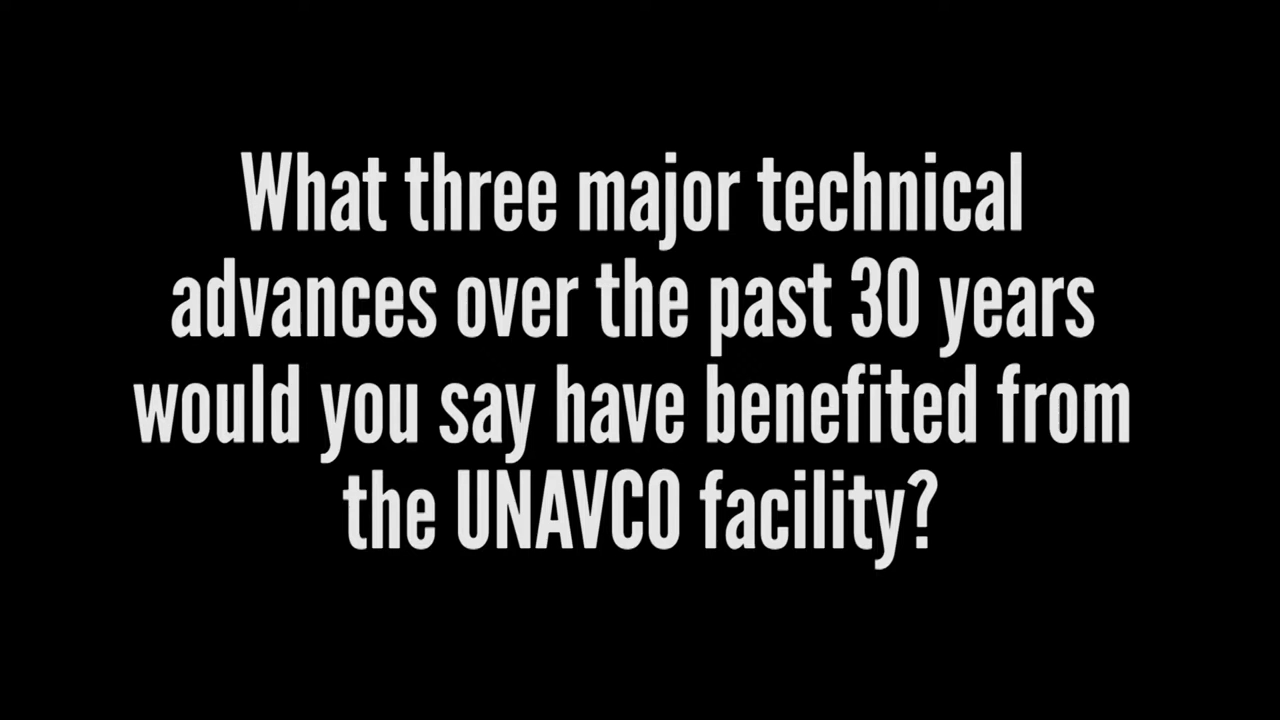 What three major technical
advances over the past 30 years
would you say have benefited from
the UNAVCO facility?